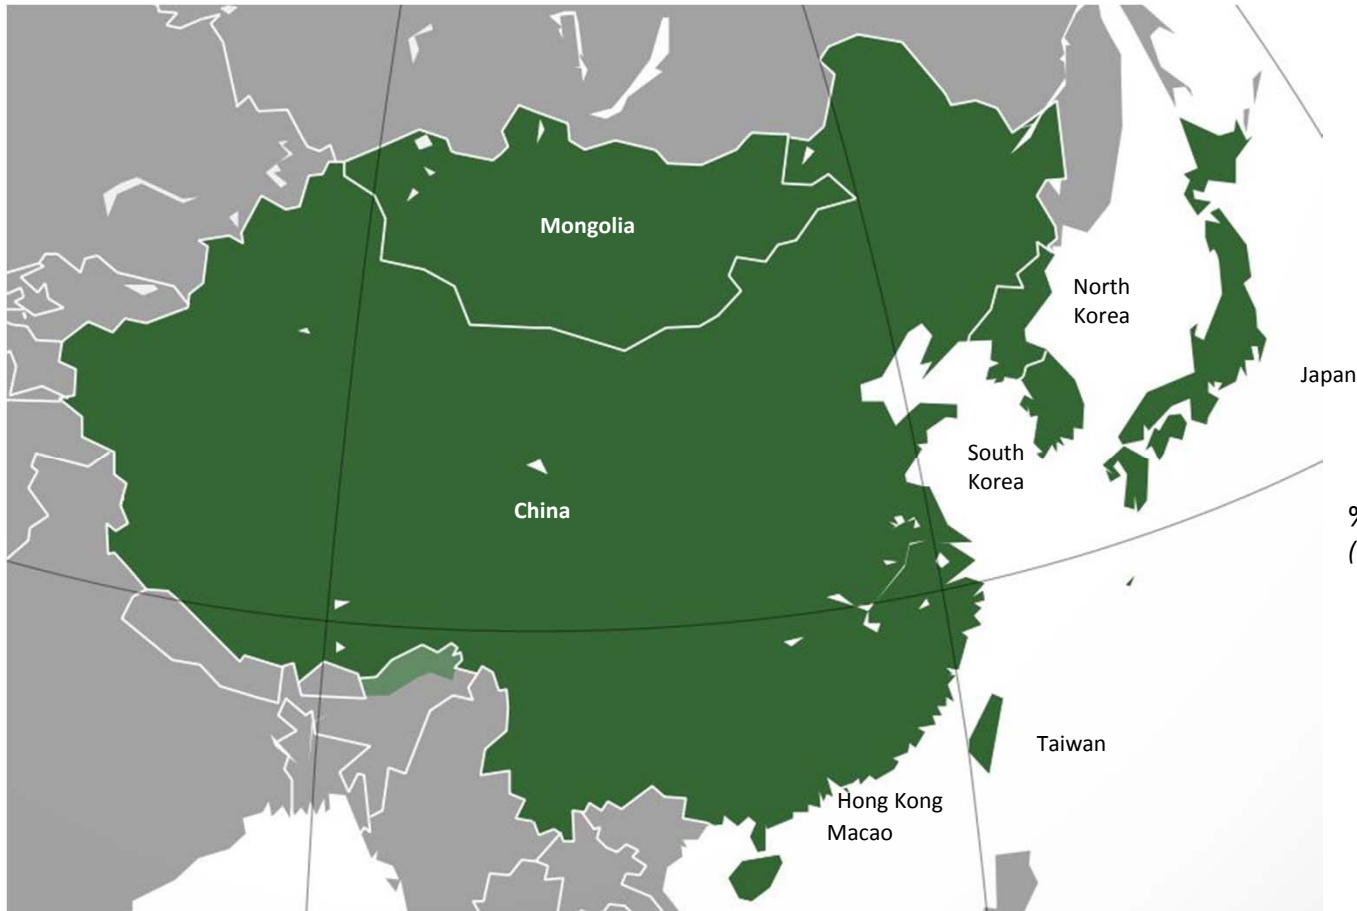 Mongolia
North
Korea
Japan
South
Korea
China
%
(
Taiwan
Hong Kong
Macao